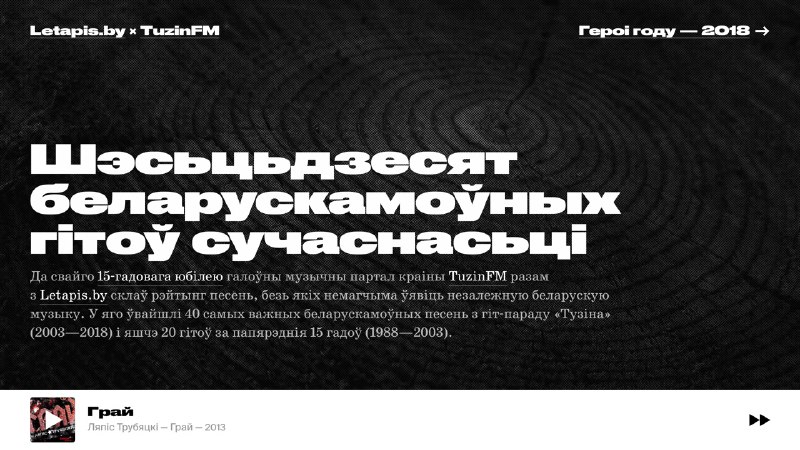 Letapis.by × TuzinFM
Героі году — 2018 →
Шэсьцьдзесят
беларускамоўных
гітоў сучаснасьці
Да свайго 15-гадовага юбілею галоўны музычны партал краіны TuzinFM разам
з Letapis.by склаў рэйтынг песень, безь якіх немагчыма ўявіць незалежную беларускую
музыку. У яго ўвайшлі 40 самых важных беларускамоўных песень з гіт-параду «Тузіна»
(2003—2018) і яшчэ 20 гітоў за папярэднія 15 гадоў (1988—2003).
Грай
Ляпіс Трубяцкі — Грай — 2013